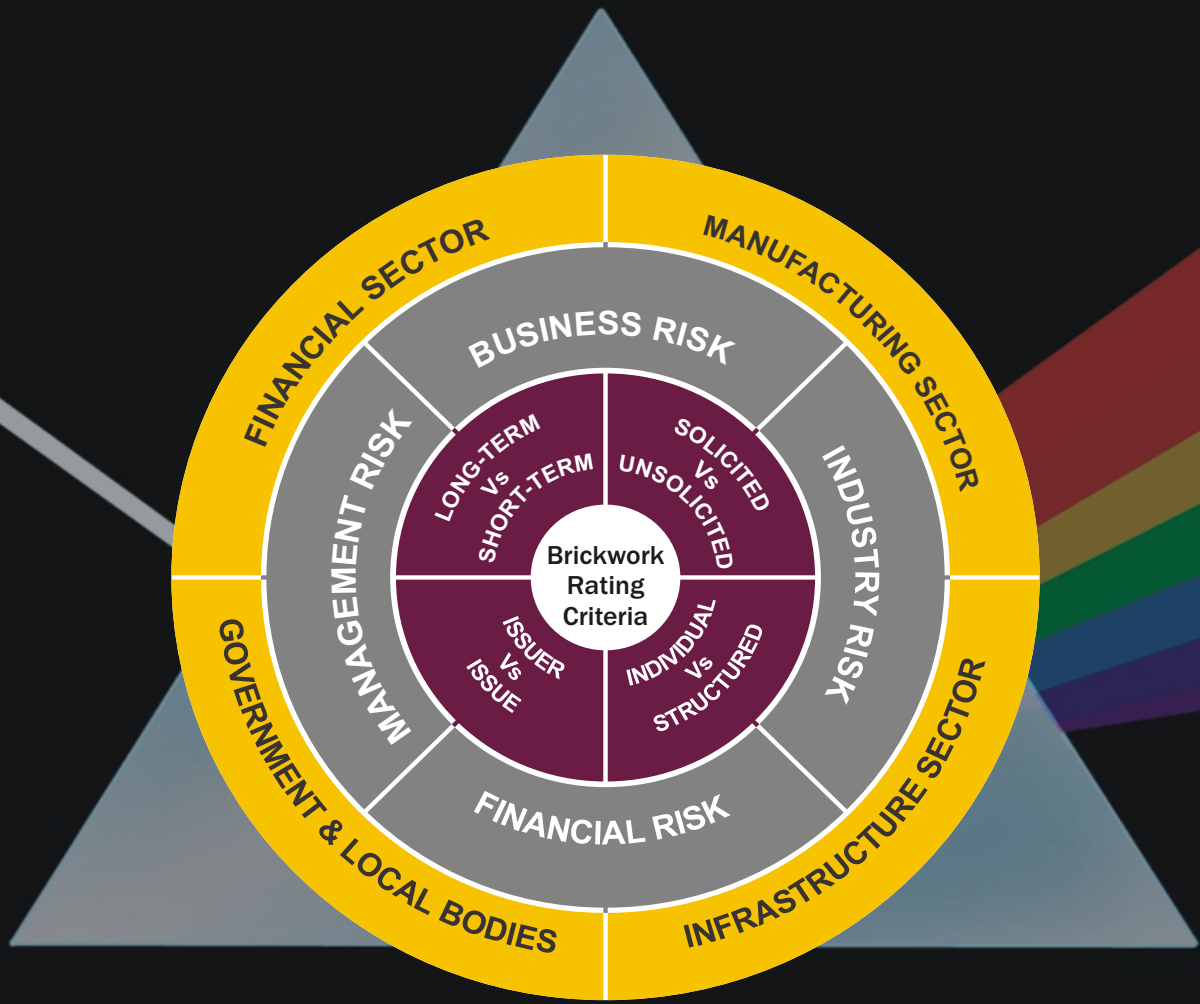 FINANCIAL SECTOR
MANUFACTURING SECTOR
BUSINESS RISK
MANAGEMENT RISK
INDUSTRY RISK
LONG-TERM
Vs
SHORT-TERM
SOLICITED
Vs
UNSOLICITED
Brickwork
Rating
Criteria
ISSUER
Vs
ISSUE
INDIVIDUAL
Vs
STRUCTURED
FINANCIAL RISK
GOVERNMENT & LOCAL BODIES
INFRASTRUCTURE SECTOR